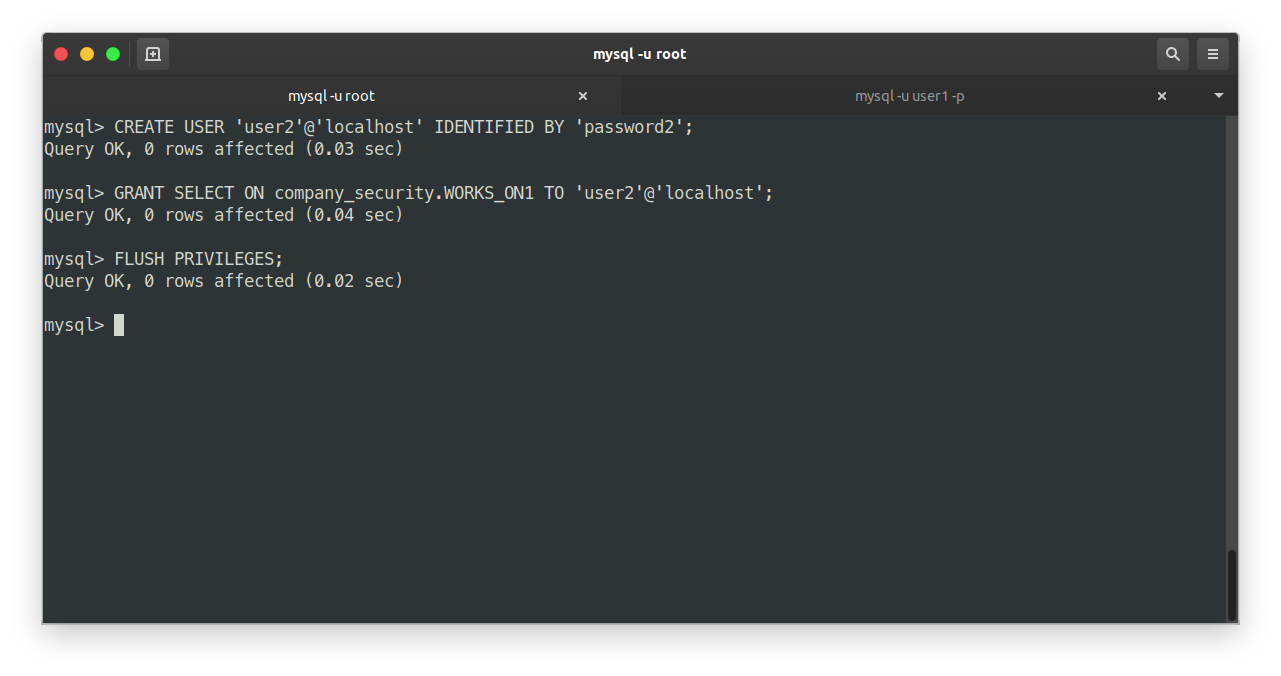 mysql -u root
mysql -u root
mysql -u user1 -p
mysql> CREATE USER 'user2'@'localhost' IDENTIFIED BY 'password2';
Query OK, 0 rows affected (0.03 sec)
mysql> GRANT SELECT ON company_security.WORKS_ON1 TO 'user2'@'localhost';
Query OK, 0 rows affected (0.04 sec)
mysql> FLUSH PRIVILEGES;
Query OK, 0 rows affected (0.02 sec)
mysql>